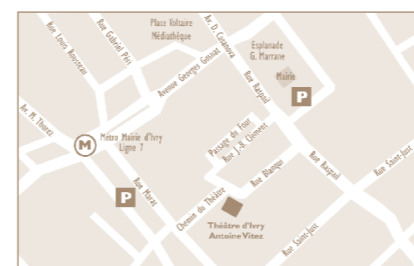 Place Voltaire
Médiathèque
Av. D. Casanova
Rue Gabriel Péri
Rue Louis Rousseau
Esplanade
G. Marrane
Mairie
P
Avenue Georges Gosnat
Rue Raspail
Av. M. Thorez
M
Métro Mairie d'Ivry
Ligne 7
Passage du Four
Rue J.-B. Clément
P
Rue Marat
Chemin du Théâtre
Rue Blanqui
Rue Raspail
Rue Saint-Just
Théâtre d'Ivry
Antoine Vitez
Rue Saint-Just